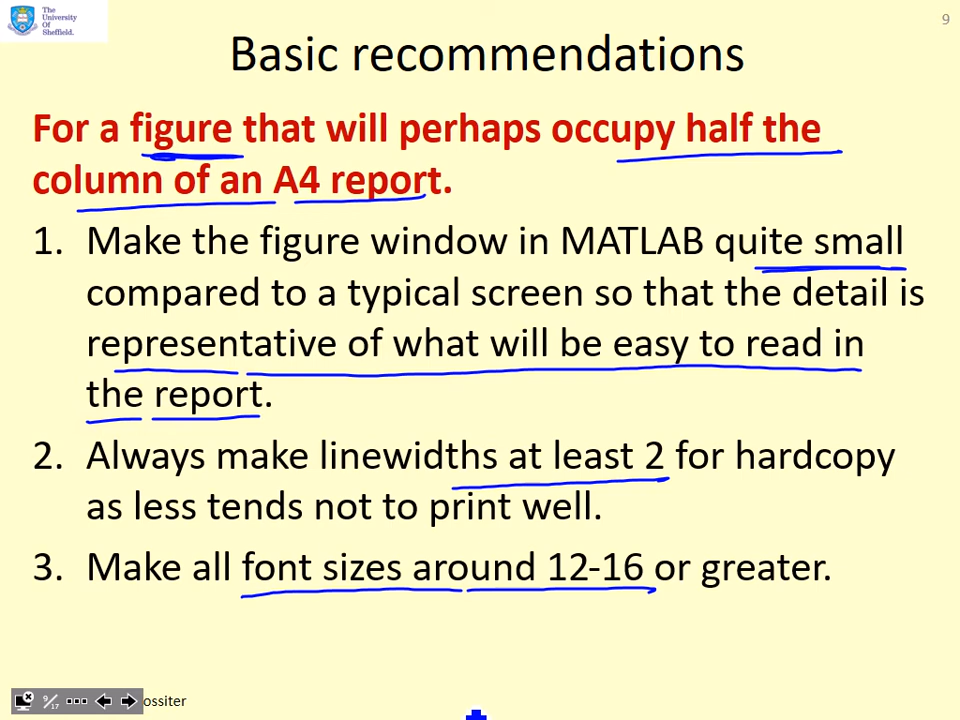 The
University
Of
Sheffield.
9
Basic recommendations
For a figure that will perhaps occupy half the
column of an A4 report.
1. Make the figure window in MATLAB quite small
compared to a typical screen so that the detail is
representative of what will be easy to read in
the report.
2. Always make linewidths at least 2 for hardcopy
as less tends not to print well.
3. Make all font sizes around 12-16 or greater.
9/17
ossiter